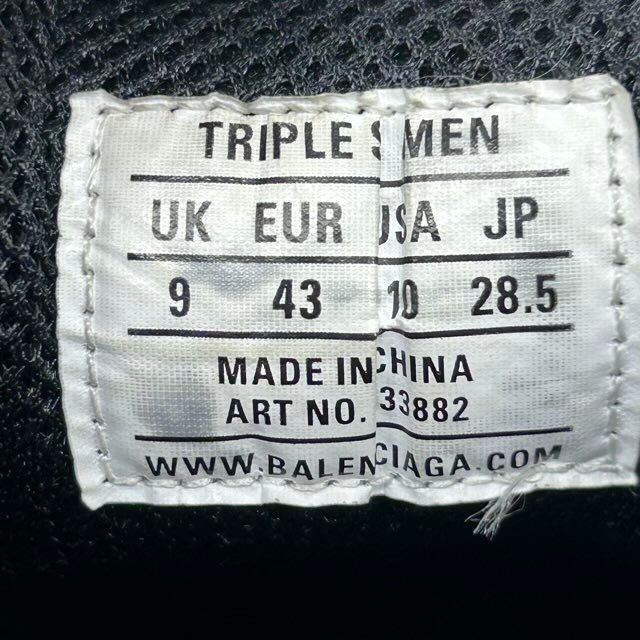 TRIPLE S MEN
UK EUR USA JP
9 43 10 28.5
MADE IN CHINA
ART NO. 33882
WWW.BALENCIAGA.COM